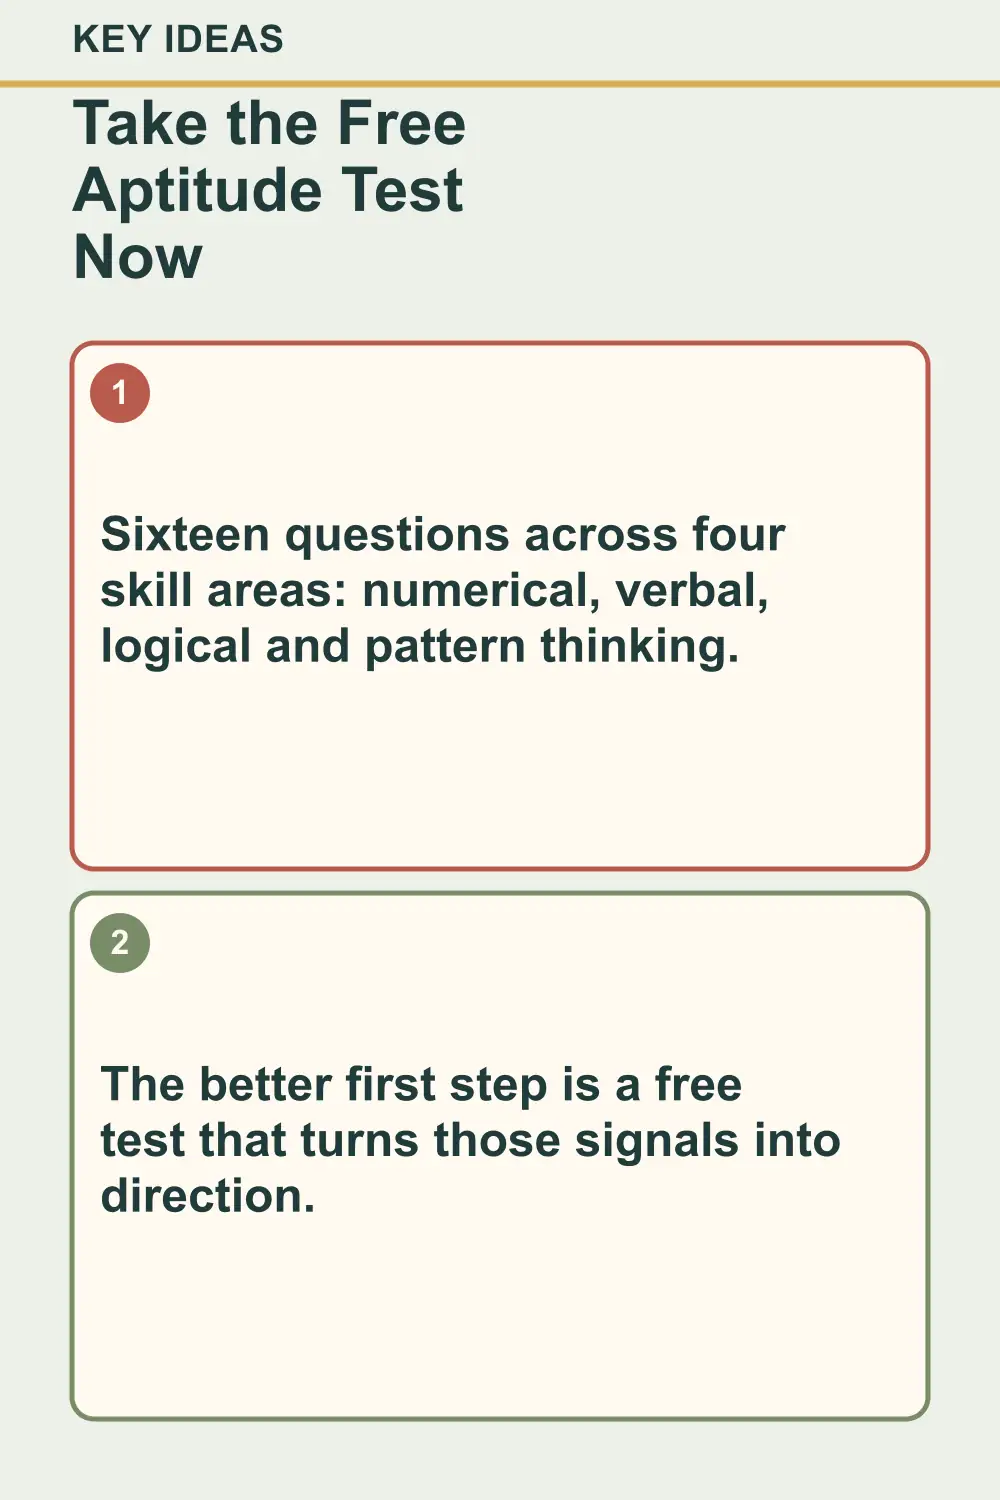 KEY IDEAS
Take the Free
Aptitude Test
Now
1
Sixteen questions across four
skill areas: numerical, verbal,
logical and pattern thinking.
2
The better first step is a free
test that turns those signals into
direction.